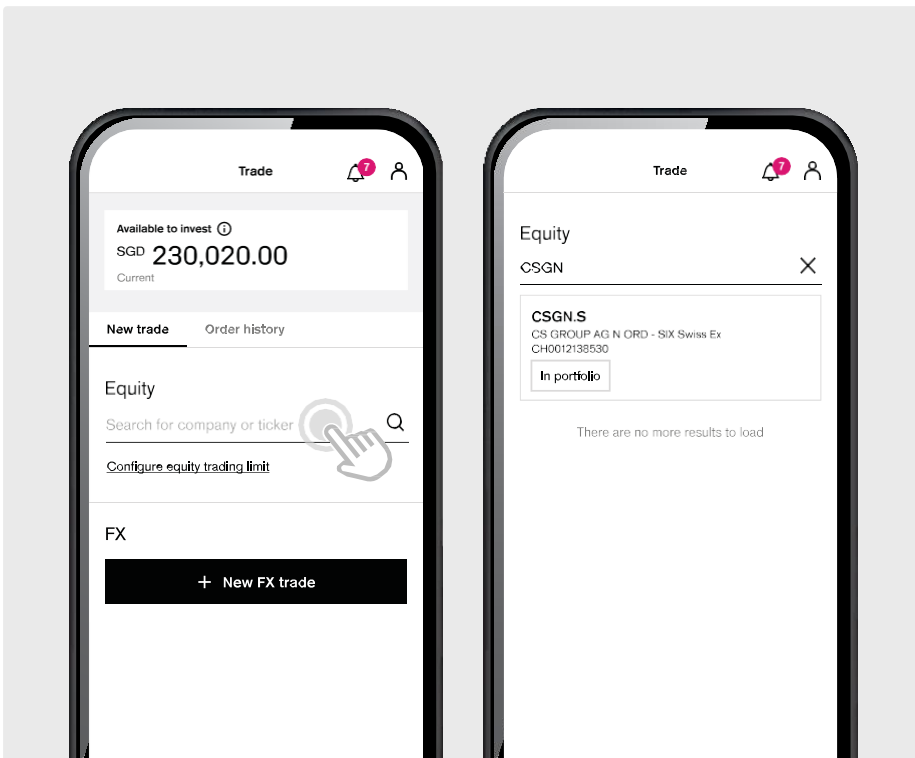 Trade
7
Available to invest
SGD 230,020.00
Current
New trade
Order history
Equity
Search for company or ticker
Configure equity trading limit
FX
+ New FX trade
Trade
7
Equity
CSGN
CSGN.S
CS GROUP AG N ORD - SIX Swiss Ex
CH0012138530
In portfolio
There are no more results to load